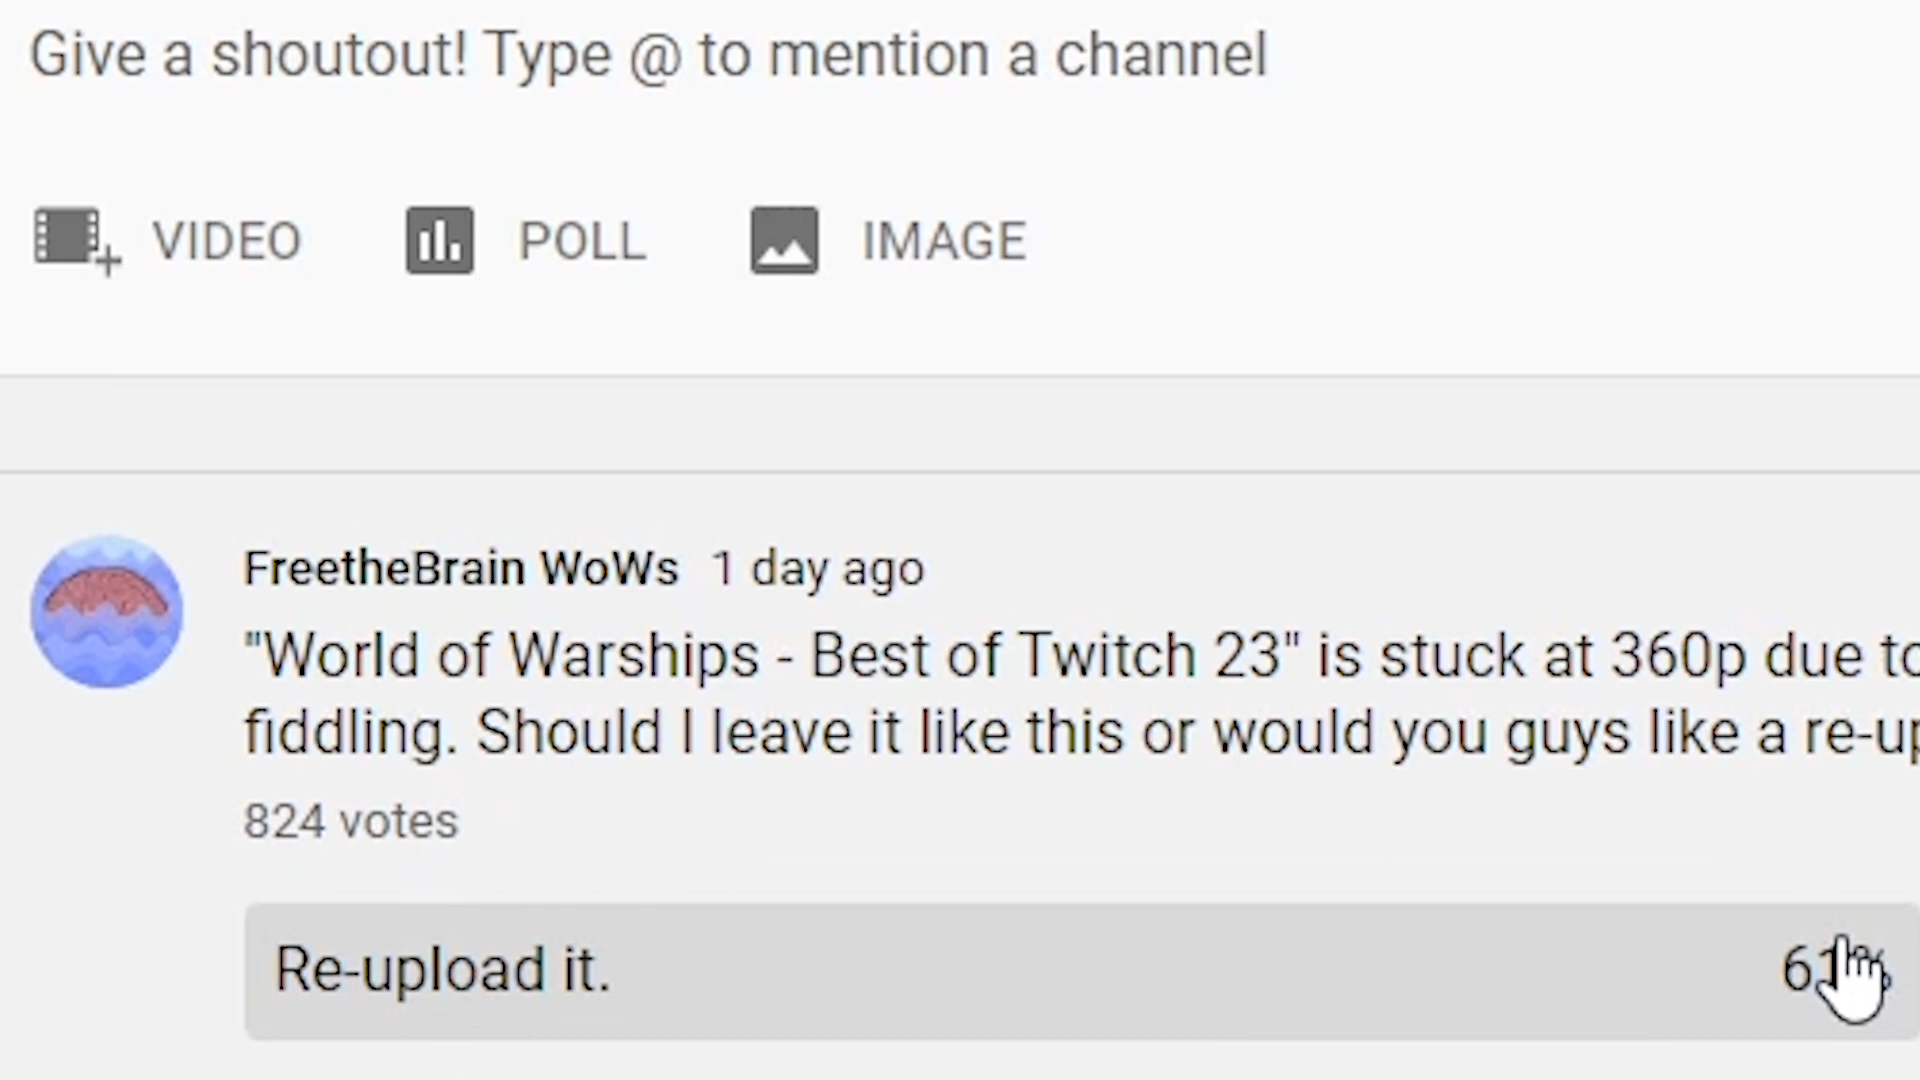 Give a shoutout! Type @ to mention a channel
VIDEO POLL IMAGE
FreetheBrain WoWs 1 day ago
"World of Warships - Best of Twitch 23" is stuck at 360p due to
fiddling. Should I leave it like this or would you guys like a re-up
824 votes
Re-upload it.